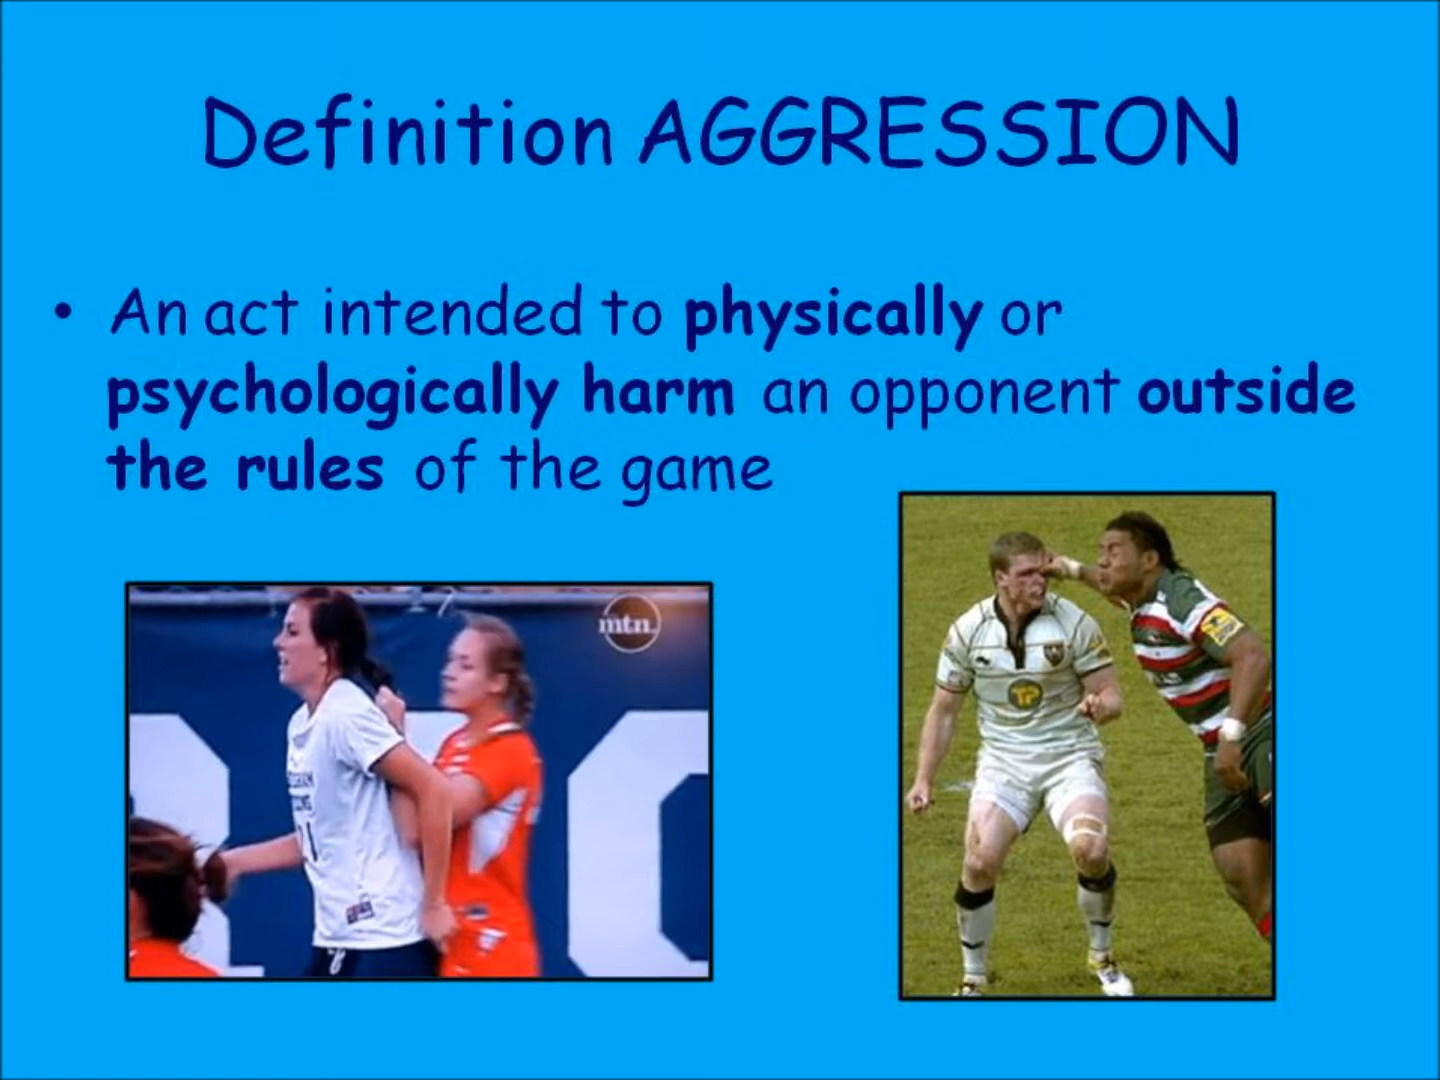 Definition AGGRESSION
• An act intended to physically or
psychologically harm an opponent outside
the rules of the game
mtn.
TP